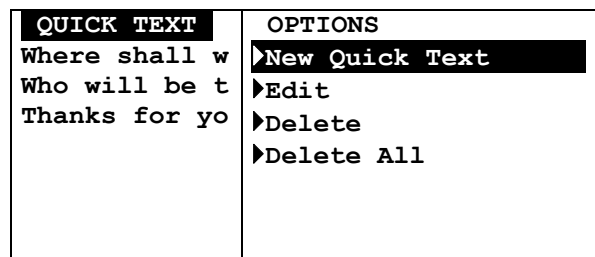 QUICK TEXT
Where shall w
Who will be t
Thanks for yo
OPTIONS
New Quick Text
Edit
Delete
Delete All